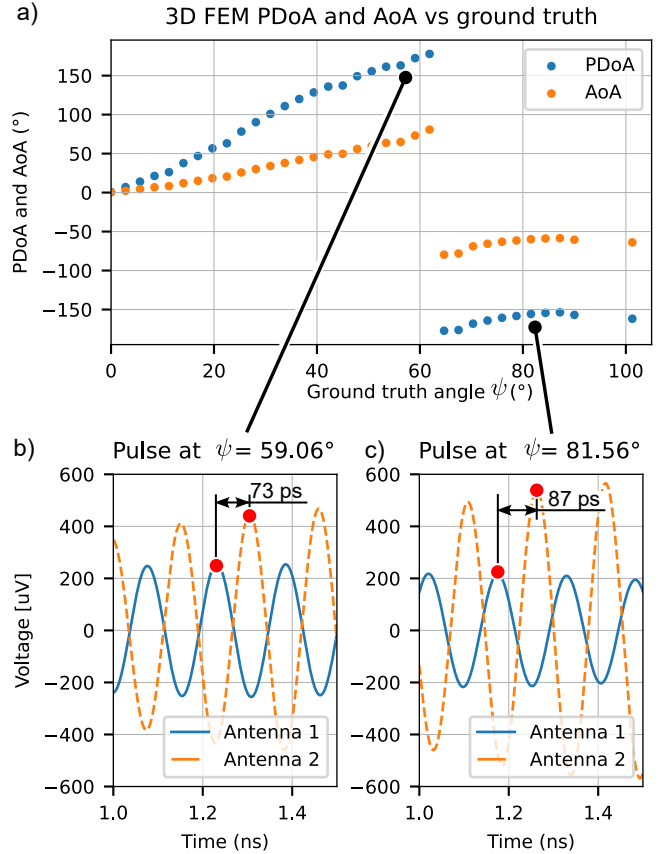 a)
3D FEM PDoA and AoA vs ground truth
PDoA and AoA (°)
150
100
50
0
−50
−100
−150
PDoA
AoA
0 20 40 60 80 100
Ground truth angle ψ(°)
b)
Pulse at ψ = 59.06°
c)
Pulse at ψ = 81.56°
Voltage [uV]
600
400
200
0
−200
−400
−600
73 ps
87 ps
Antenna 1
Antenna 2
Antenna 1
Antenna 2
1.0 1.2 1.4
1.0 1.2 1.4
Time (ns)
Time (ns)